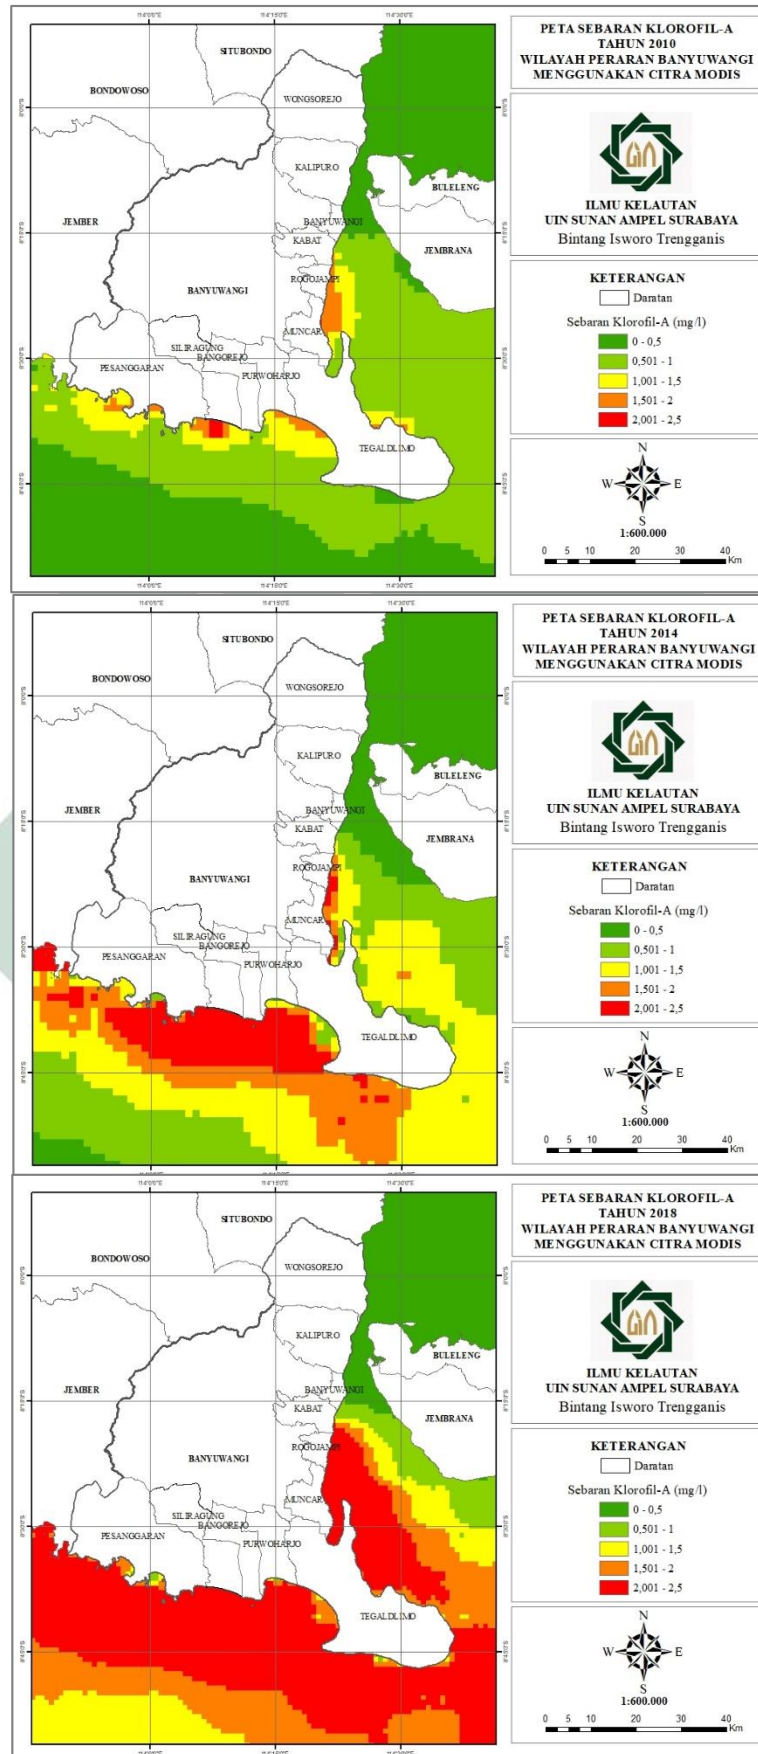 PETA SEBARAN KLOROFIL-A
TAHUN 2010
WILAYAH PERARAN BANYUWANGI
MENGGUNAKAN CITRA MODIS
ILMU KELAUTAN
UIN SUNAN AMPEL SURABAYA
Bintang Isworo Trengganis
KETERANGAN
Daratan
Sebaran Klorofil-A (mg/l)
0 - 0,5
0,501 - 1
1,001 - 1,5
1,501 - 2
2,001 - 2,5
N
W E
S
1:600.000
0 5 10 20 30 40
Km
SITUBONDO
BONDOWOSO
WONGSOREJO
KALIPURO
BULELENG
JEMBER
BANYUWANGI
KABAT
JEMBRANA
ROGOJAMPI
BANYUWANGI
MUNCAR
SILIRAGUNG
BANGOREJO
PESANGGARAN
PURWOHARJO
TEGALDLIMO
PETA SEBARAN KLOROFIL-A
TAHUN 2014
WILAYAH PERARAN BANYUWANGI
MENGGUNAKAN CITRA MODIS
ILMU KELAUTAN
UIN SUNAN AMPEL SURABAYA
Bintang Isworo Trengganis
KETERANGAN
Daratan
Sebaran Klorofil-A (mg/l)
0 - 0,5
0,501 - 1
1,001 - 1,5
1,501 - 2
2,001 - 2,5
N
W E
S
1:600.000
0 5 10 20 30 40
Km
SITUBONDO
BONDOWOSO
WONGSOREJO
KALIPURO
BULELENG
JEMBER
BANYUWANGI
KABAT
JEMBRANA
ROGOJAMPI
BANYUWANGI
MUNCAR
SILIRAGUNG
BANGOREJO
PESANGGARAN
PURWOHARJO
TEGALDLIMO
PETA SEBARAN KLOROFIL-A
TAHUN 2018
WILAYAH PERARAN BANYUWANGI
MENGGUNAKAN CITRA MODIS
ILMU KELAUTAN
UIN SUNAN AMPEL SURABAYA
Bintang Isworo Trengganis
KETERANGAN
Daratan
Sebaran Klorofil-A (mg/l)
0 - 0,5
0,501 - 1
1,001 - 1,5
1,501 - 2
2,001 - 2,5
N
W E
S
1:600.000
0 5 10 20 30 40
Km
SITUBONDO
BONDOWOSO
WONGSOREJO
KALIPURO
BULELENG
JEMBER
BANYUWANGI
KABAT
JEMBRANA
ROGOJAMPI
BANYUWANGI
MUNCAR
SILIRAGUNG
BANGOREJO
PESANGGARAN
PURWOHARJO
TEGALDLIMO